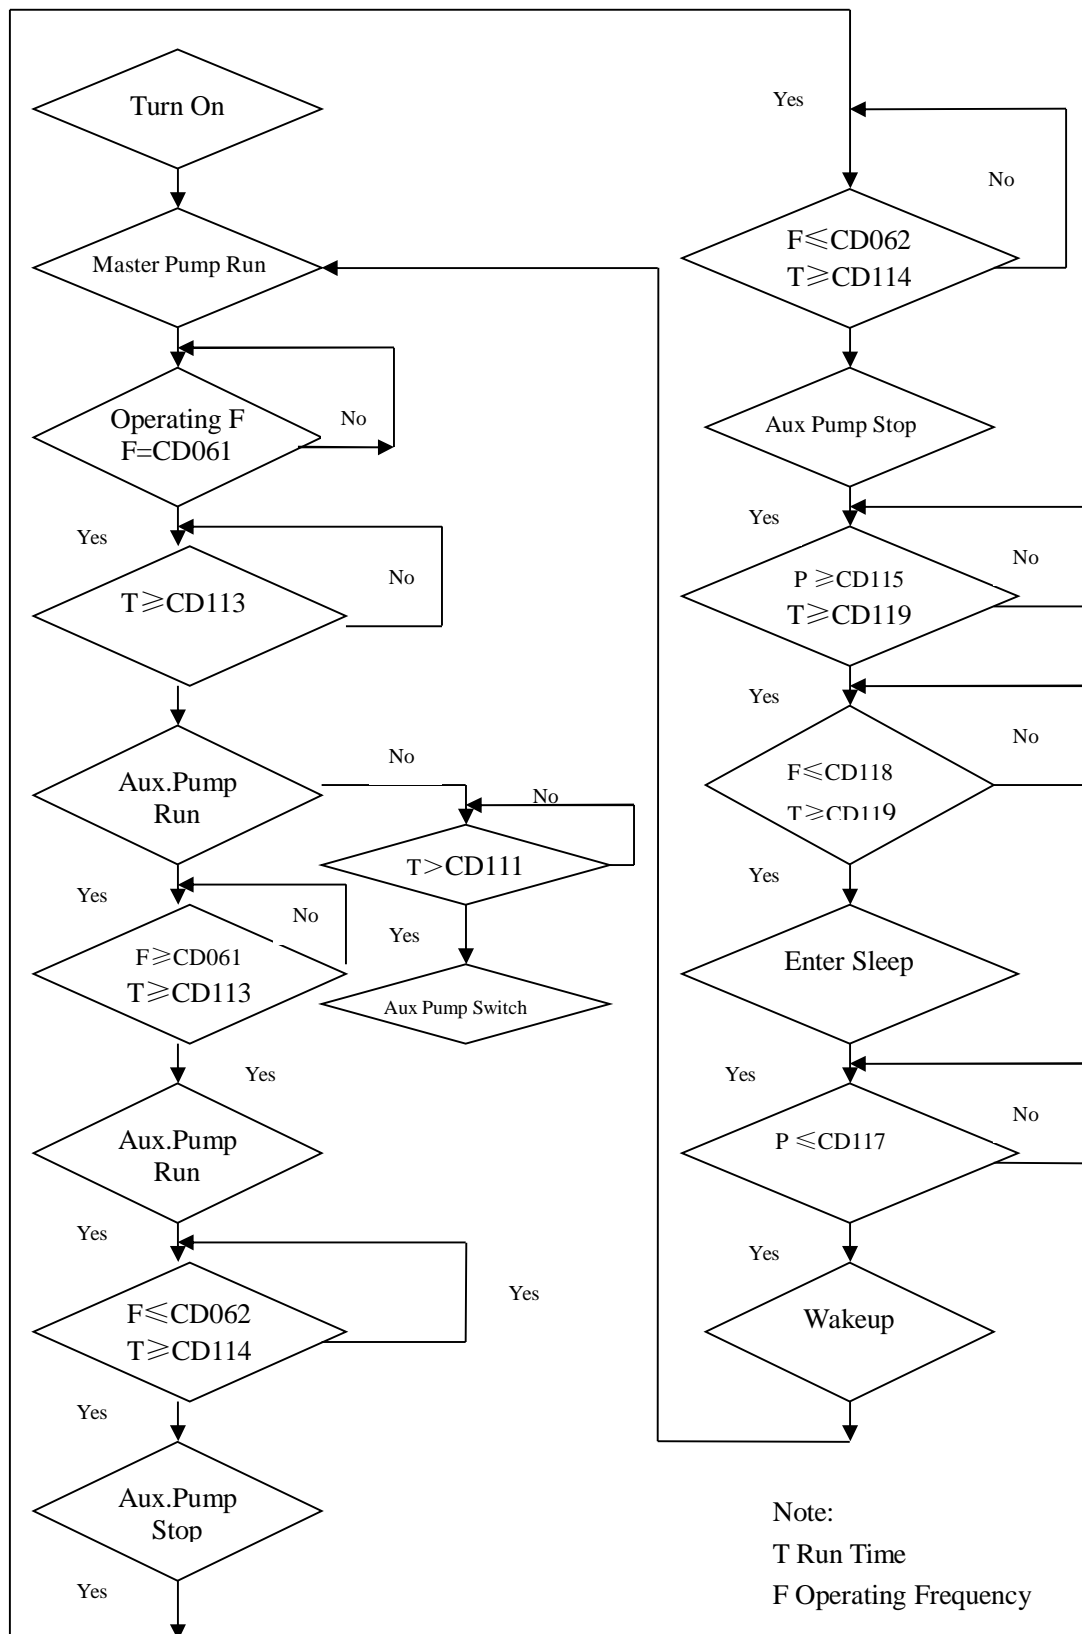 Turn On
Master Pump Run
Operating F
F=CD061
No
Yes
T≥CD113
No
Aux.Pump
Run
No
No
T>CD111
Yes
Aux Pump Switch
Yes
No
F≥CD061
T≥CD113
Yes
Aux.Pump
Run
Yes
F≤CD062
T≥CD114
Yes
Yes
Aux.Pump
Stop
Yes
Yes
No
F≤CD062
T≥CD114
Aux Pump Stop
Yes
No
P ≥CD115
T≥CD119
Yes
No
F≤CD118
T≥CD119
Yes
Enter Sleep
Yes
No
P ≤CD117
Yes
Wakeup
Note:
T Run Time
F Operating Frequency